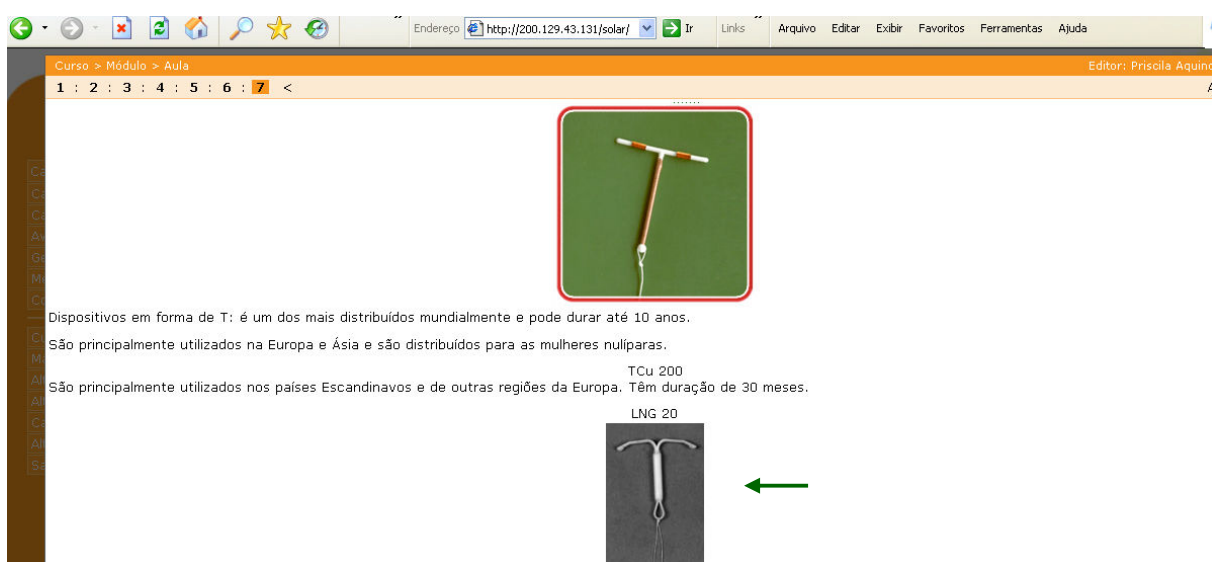 Endereço http://200.129.43.131/solar/ Ir Links Arquivo Editar Exibir Favoritos Ferramentas Ajuda
Curso > Módulo > Aula Editor: Priscila Aquino
1 : 2 : 3 : 4 : 5 : 6 : 7 <
Dispositivos em forma de T: é um dos mais distribuídos mundialmente e pode durar até 10 anos.
São principalmente utilizados na Europa e Ásia e são distribuídos para as mulheres nulíparas.
TCu 200
São principalmente utilizados nos países Escandinavos e de outras regiões da Europa. Têm duração de 30 meses.
LNG 20